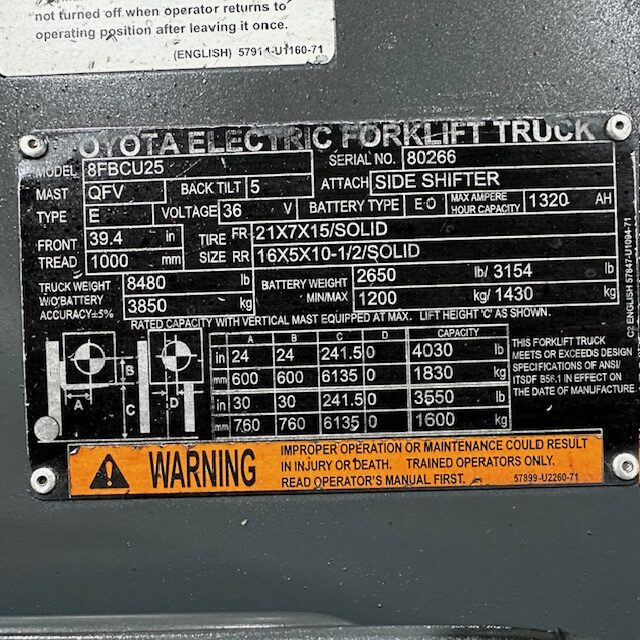 not turned off when operator returns to
operating position after leaving it once.
(ENGLISH) 57914-U1160-71
OYOTA ELECTRIC FORKLIFT TRUCK
MODEL 8FBCU25 SERIAL NO. 80266
MAST QFV BACK TILT 5 ATTACH SIDE SHIFTER
TYPE E VOLTAGE 36 V BATTERY TYPE EO MAX AMPERE HOUR CAPACITY 1320 AH
FRONT TREAD 39.4 in TIRE SIZE FR 21X7X15/SOLID
1000 mm RR 16X5X10-1/2/SOLID
TRUCK WEIGHT W/O BATTERY ACCURACY±5% 8480 lb BATTERY WEIGHT MIN/MAX 2650 lb/ 3154 lb
3850 kg 1200 kg/ 1430 kg
RATED CAPACITY WITH VERTICAL MAST EQUIPPED AT MAX. LIFT HEIGHT 'C' AS SHOWN.
A B C D CAPACITY
in 24 24 241.5 0 4030 lb
mm 600 600 6135 0 1830 kg
in 30 30 241.5 0 3550 lb
mm 760 760 6135 0 1600 kg
B
A D
C
THIS FORKLIFT TRUCK
MEETS OR EXCEEDS DESIGN
SPECIFICATIONS OF ANSI/
ITSDF B56.1 IN EFFECT ON
THE DATE OF MANUFACTURE
C2 ENGLISH 57847-U1094-71
WARNING
IMPROPER OPERATION OR MAINTENANCE COULD RESULT
IN INJURY OR DEATH. TRAINED OPERATORS ONLY.
READ OPERATOR'S MANUAL FIRST. 57899-U2260-71